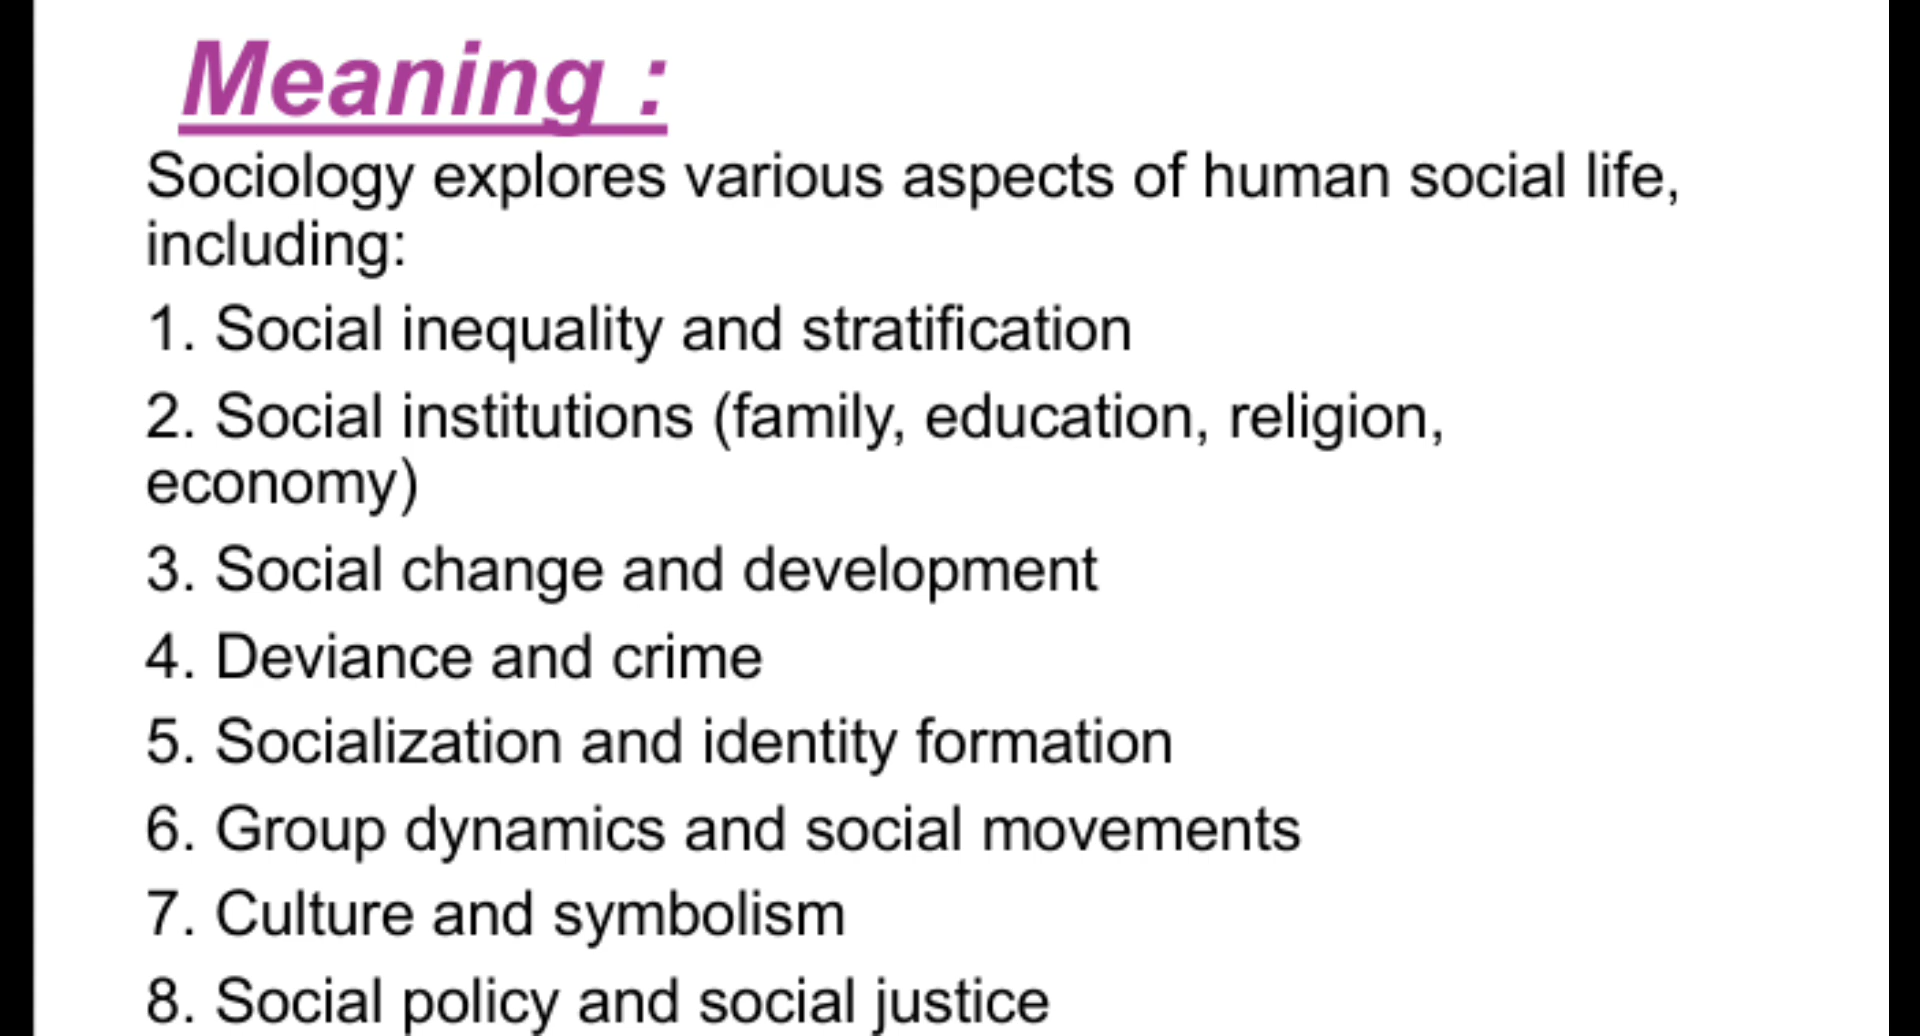 Meaning :
Sociology explores various aspects of human social life,
including:
1. Social inequality and stratification
2. Social institutions (family, education, religion,
economy)
3. Social change and development
4. Deviance and crime
5. Socialization and identity formation
6. Group dynamics and social movements
7. Culture and symbolism
8. Social policy and social justice